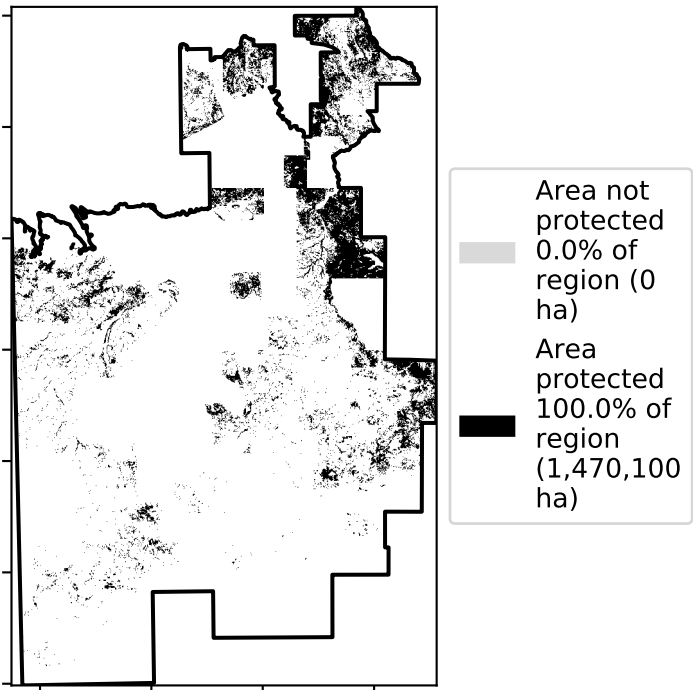 Area not
protected
0.0% of
region (0
ha)
Area
protected
100.0% of
region
(1,470,100
ha)